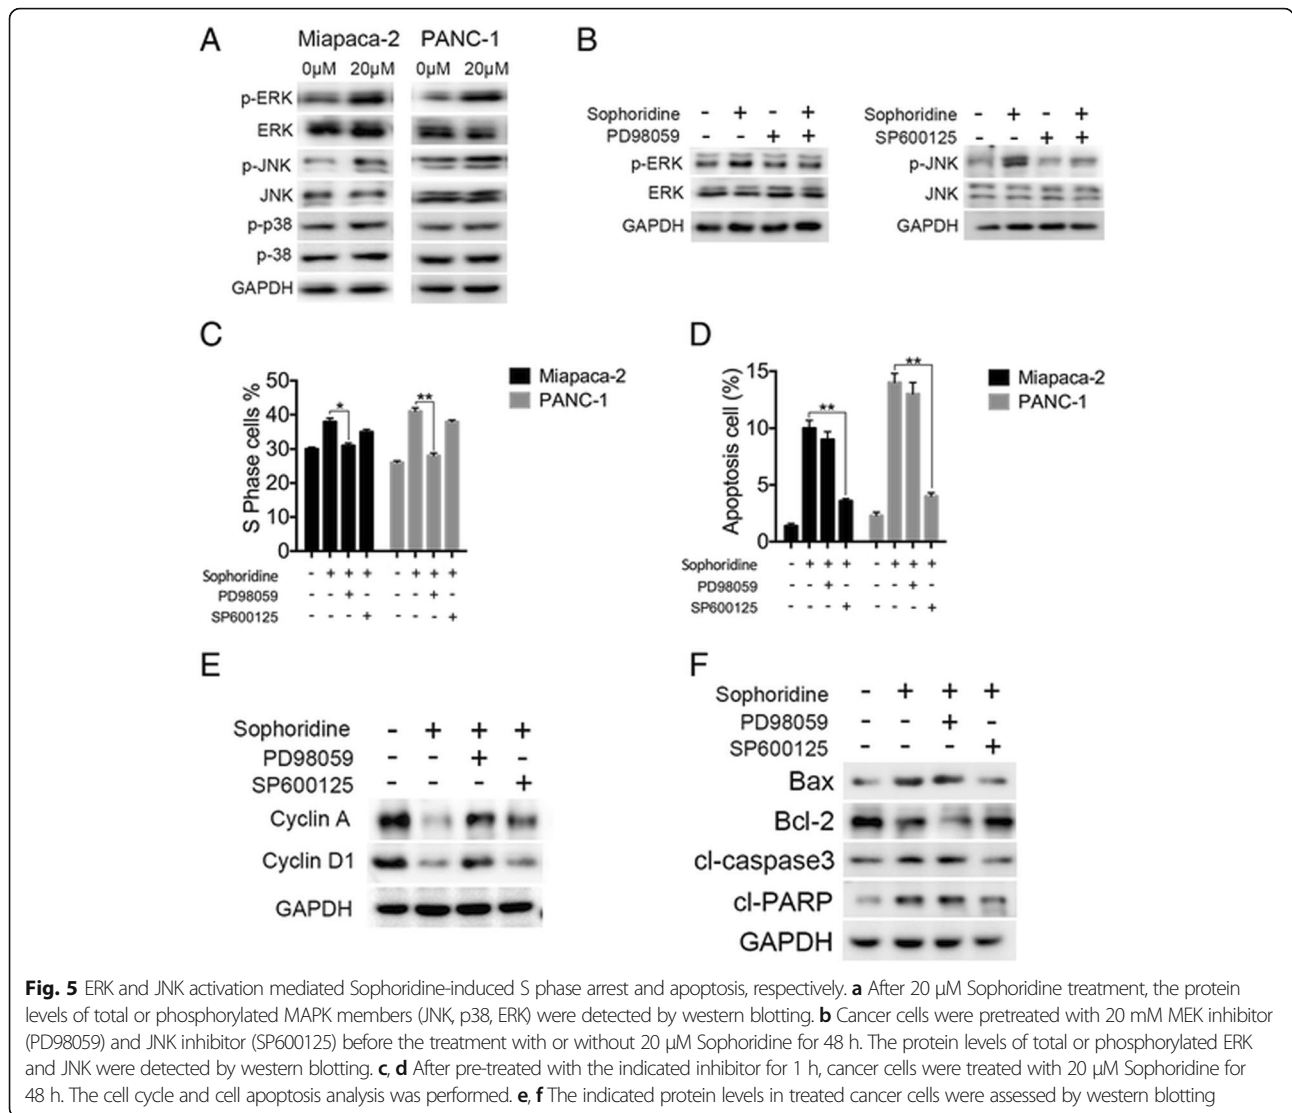 A
Miapaca-2 PANC-1
0µM 20µM 0µM 20µM
p-ERK
ERK
p-JNK
JNK
p-p38
p-38
GAPDH
B
Sophoridine - + - +
PD98059 - - + +
p-ERK
ERK
GAPDH
Sophoridine - + - +
SP600125 - - + +
p-JNK
JNK
GAPDH
C
S Phase cells %
50
40
30
20
10
0
* **
Miapaca-2
PANC-1
Sophoridine - + + + - + + +
PD98059 - - + - - - + -
SP600125 - - - + - - - +
D
Apoptosis cell (%)
15
10
5
0
** **
Miapaca-2
PANC-1
Sophoridine - + + + - + + +
PD98059 - - + - - - + -
SP600125 - - - + - - - +
E
Sophoridine - + + +
PD98059 - - + -
SP600125 - - - +
Cyclin A
Cyclin D1
GAPDH
F
Sophoridine - + + +
PD98059 - - + -
SP600125 - - - +
Bax
Bcl-2
cl-caspase3
cl-PARP
GAPDH
Fig. 5 ERK and JNK activation mediated Sophoridine-induced S phase arrest and apoptosis, respectively. a After 20 µM Sophoridine treatment, the protein
levels of total or phosphorylated MAPK members (JNK, p38, ERK) were detected by western blotting. b Cancer cells were pretreated with 20 mM MEK inhibitor
(PD98059) and JNK inhibitor (SP600125) before the treatment with or without 20 µM Sophoridine for 48 h. The protein levels of total or phosphorylated ERK
and JNK were detected by western blotting. c, d After pre-treated with the indicated inhibitor for 1 h, cancer cells were treated with 20 µM Sophoridine for
48 h. The cell cycle and cell apoptosis analysis was performed. e, f The indicated protein levels in treated cancer cells were assessed by western blotting